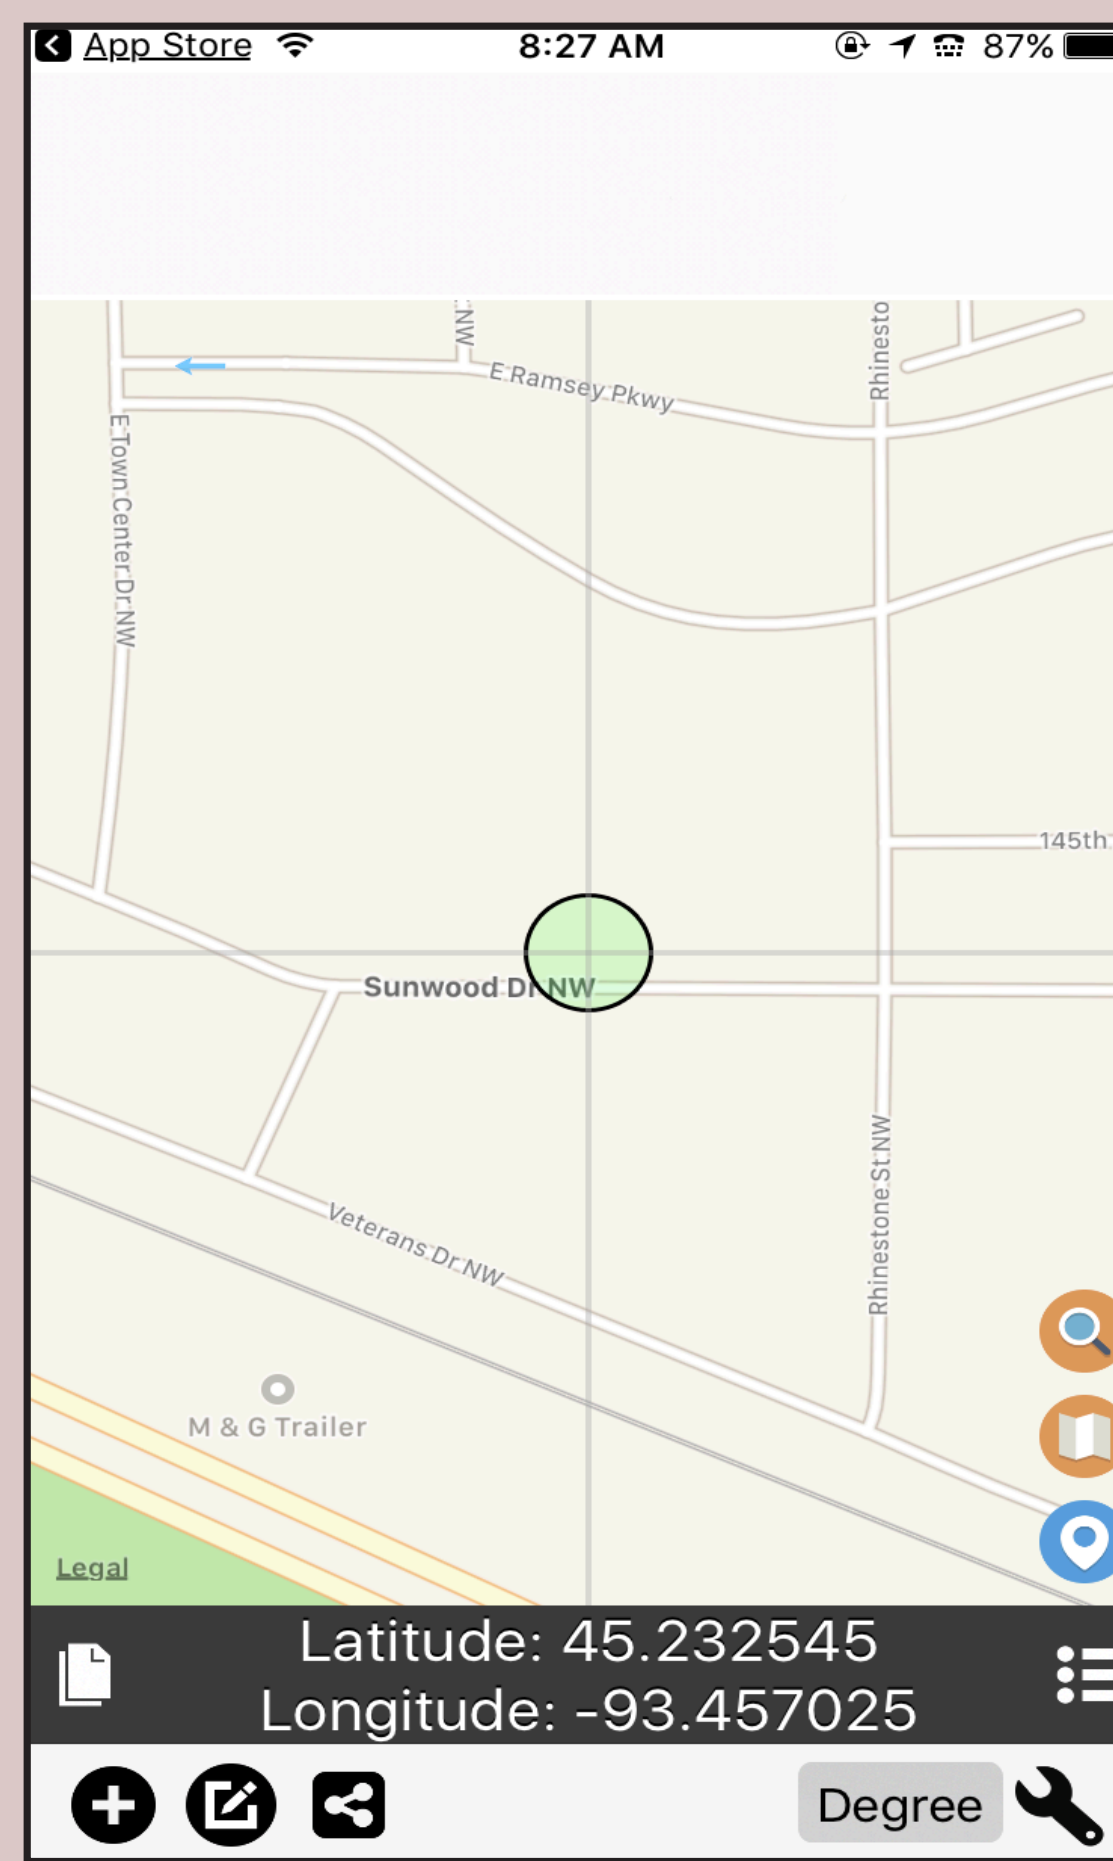 App Store
8:27 AM
87%
NW
Rhinesto
E Ramsey Pkwy
E Town Center Dr NW
145th
Sunwood Dr NW
Rhinestone St NW
Veterans Dr NW
M & G Trailer
Legal
Latitude: 45.232545
Longitude: -93.457025
Degree